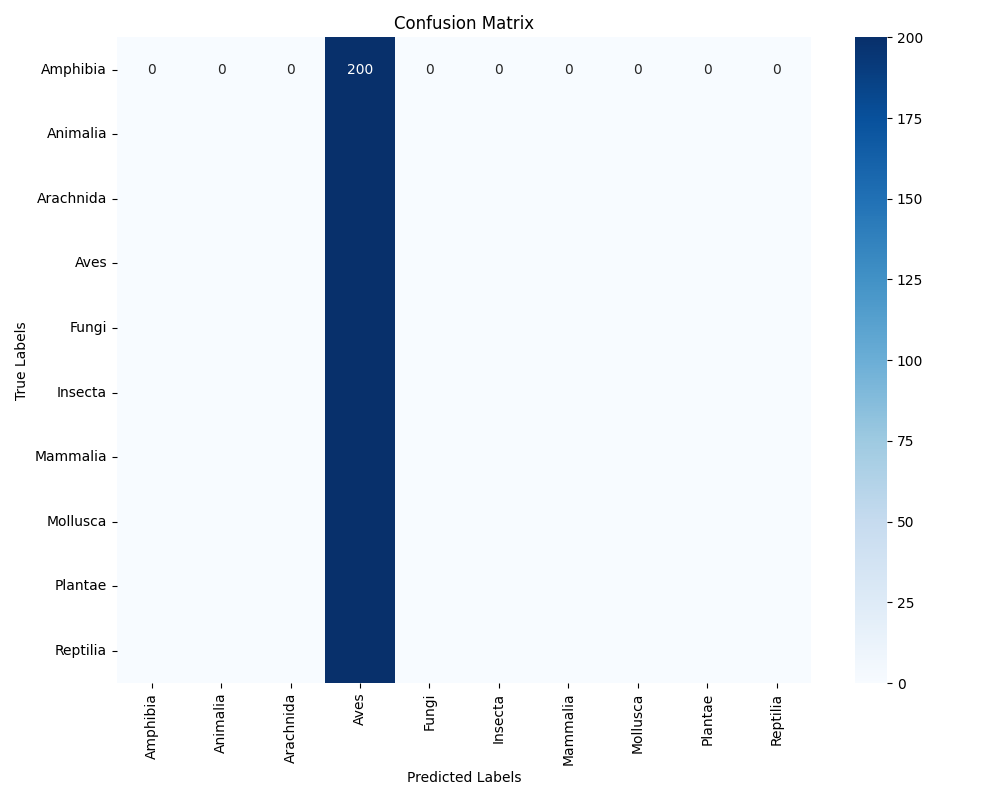 Confusion Matrix
True Labels
Amphibia
Animalia
Arachnida
Aves
Fungi
Insecta
Mammalia
Mollusca
Plantae
Reptilia
0 0 0 200 0 0 0 0 0 0
Amphibia
Animalia
Arachnida
Aves
Fungi
Insecta
Mammalia
Mollusca
Plantae
Reptilia
Predicted Labels
200
175
150
125
100
75
50
25
0